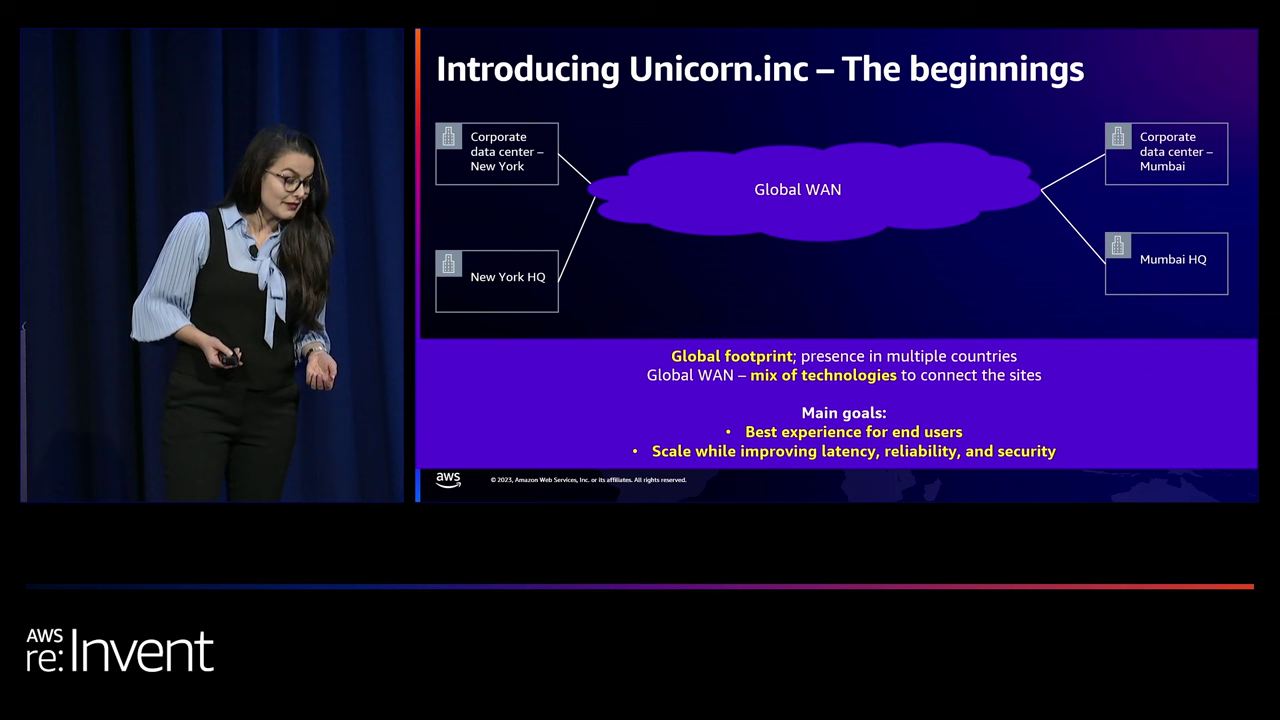 Introducing Unicorn.inc – The beginnings
Corporate
data center –
New York
Global WAN
Corporate
data center –
Mumbai
New York HQ
Mumbai HQ
Global footprint; presence in multiple countries
Global WAN – mix of technologies to connect the sites
Main goals:
• Best experience for end users
• Scale while improving latency, reliability, and security
aws
© 2023, Amazon Web Services, Inc. or its affiliates. All rights reserved.
AWS
re:Invent